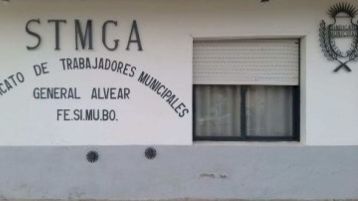 STMGA
CATO DE TRABAJADORES MUNICIPALES
GENERAL ALVEAR
FE.SI.MU.BO.